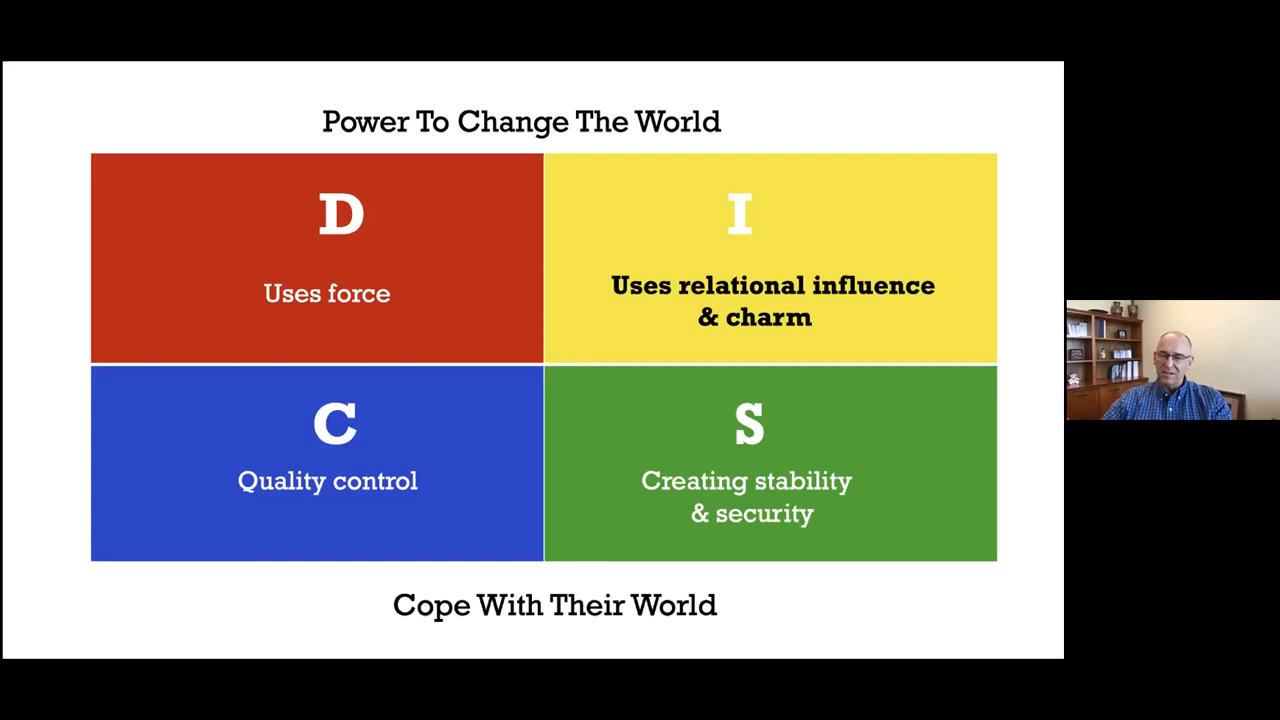 Power To Change The World
D
I
Uses force
Uses relational influence
& charm
C
S
Quality control
Creating stability
& security
Cope With Their World